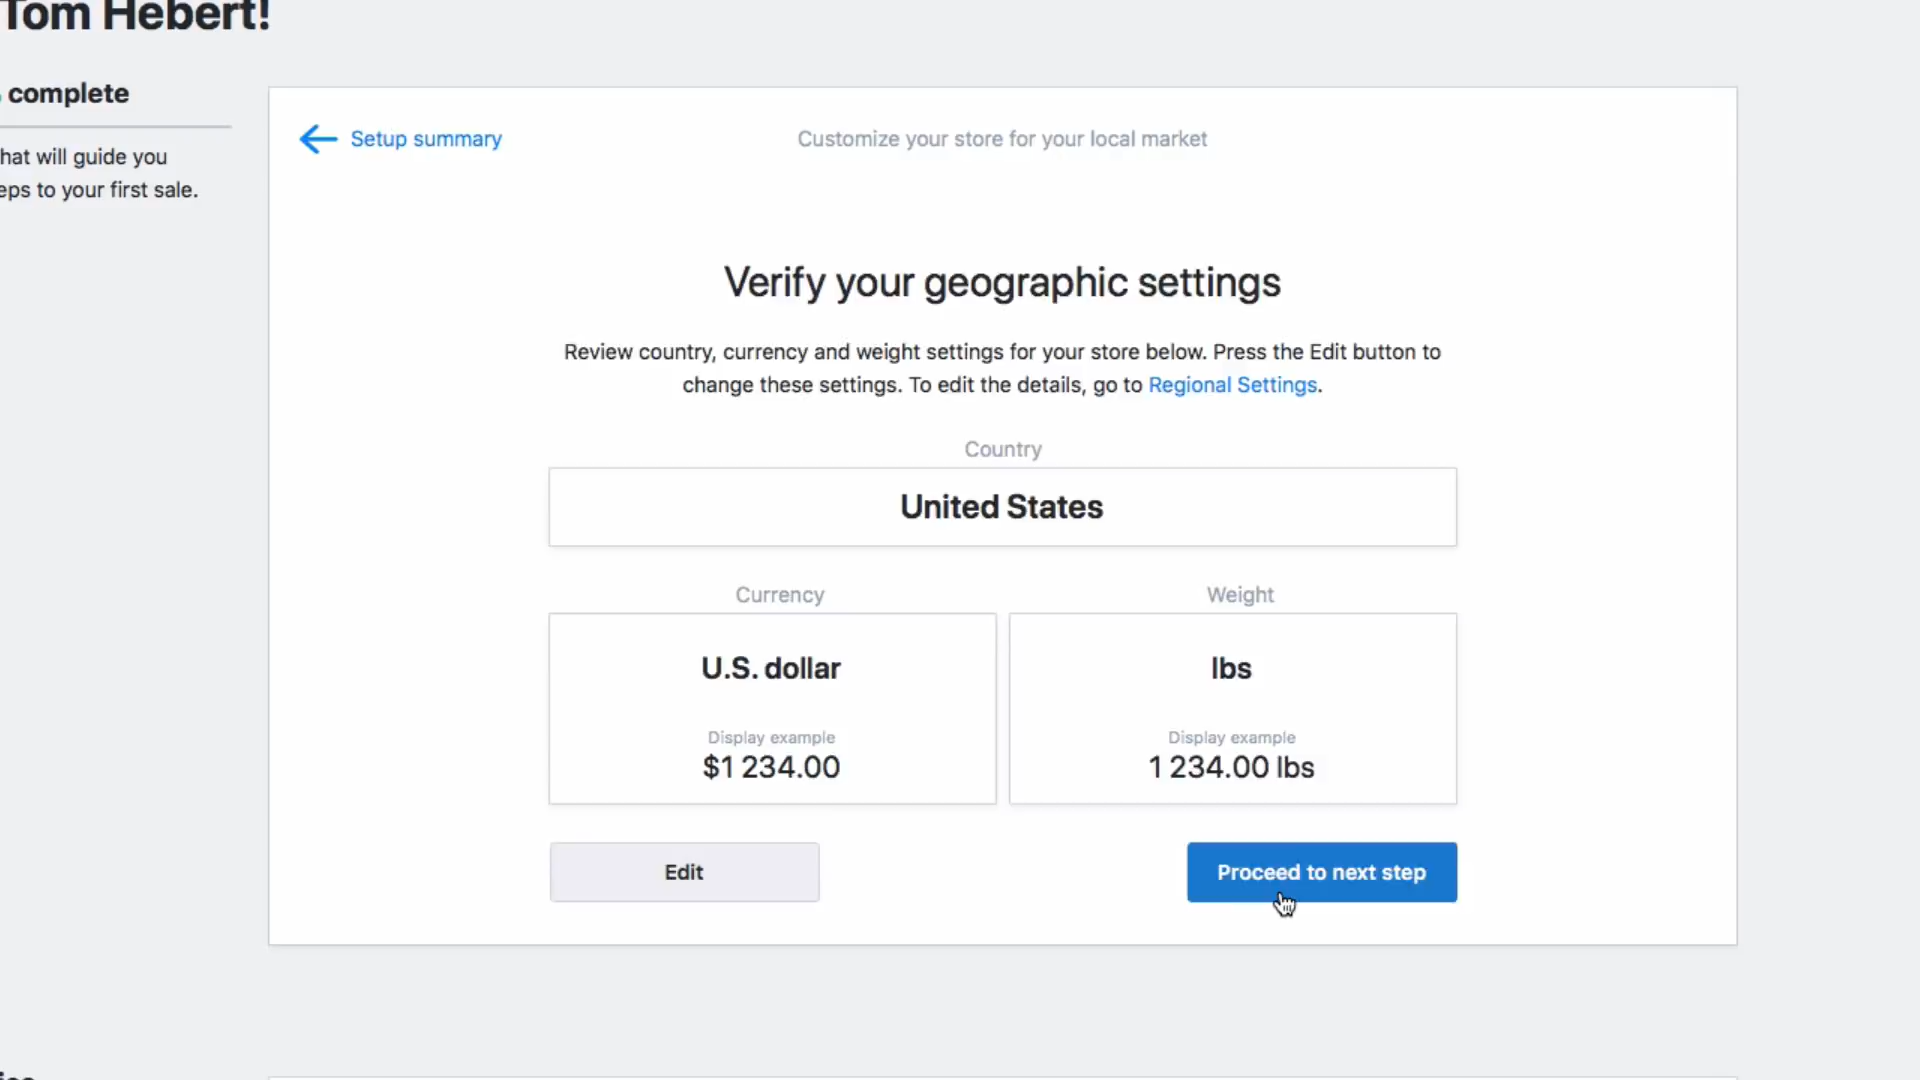 Tom Hebert!
complete
hat will guide you
eps to your first sale.
Setup summary
Customize your store for your local market
Verify your geographic settings
Review country, currency and weight settings for your store below. Press the Edit button to
change these settings. To edit the details, go to Regional Settings.
Country
United States
Currency
Weight
U.S. dollar
lbs
Display example
$1 234.00
Display example
1 234.00 lbs
Edit
Proceed to next step